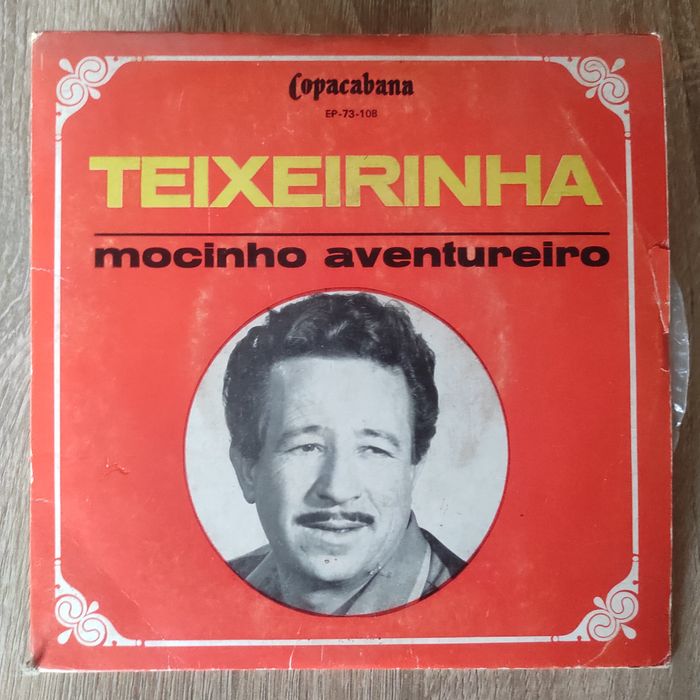 Copacabana
EP-73-108
TEIXEIRINHA
mocinho aventureiro